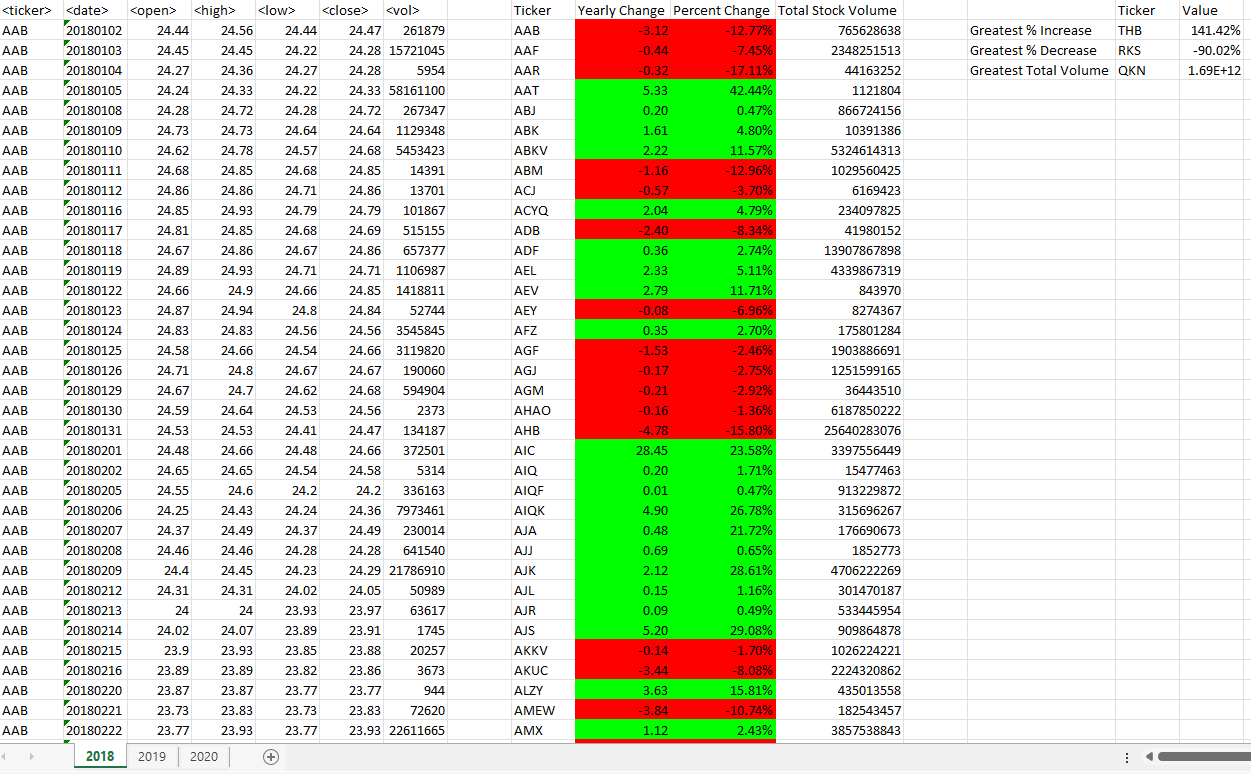 <ticker> <date> <open> <high> <low> <close> <vol> Ticker Yearly Change Percent Change Total Stock Volume Ticker Value
AAB 20180102 24.44 24.56 24.44 24.47 261879 AAB -3.12 -12.77% 765628638 Greatest % Increase THB 141.42%
AAB 20180103 24.45 24.45 24.22 24.28 15721045 AAF -0.44 -7.45% 2348251513 Greatest % Decrease RKS -90.02%
AAB 20180104 24.27 24.36 24.27 24.28 5954 AAR -0.32 -17.11% 44163252 Greatest Total Volume QKN 1.69E+12
AAB 20180105 24.24 24.33 24.22 24.33 58161100 AAT 5.33 42.44% 1121804
AAB 20180108 24.28 24.72 24.28 24.72 267347 ABJ 0.20 0.47% 866724156
AAB 20180109 24.73 24.73 24.64 24.64 1129348 ABK 1.61 4.80% 10391386
AAB 20180110 24.62 24.78 24.57 24.68 5453423 ABKV 2.22 11.57% 5324614313
AAB 20180111 24.68 24.85 24.68 24.85 14391 ABM -1.16 -12.96% 1029560425
AAB 20180112 24.86 24.86 24.71 24.86 13701 ACJ -0.57 -3.70% 6169423
AAB 20180116 24.85 24.93 24.79 24.79 101867 ACYQ 2.04 4.79% 234097825
AAB 20180117 24.81 24.85 24.68 24.69 515155 ADB -2.40 -8.34% 41980152
AAB 20180118 24.67 24.86 24.67 24.86 657377 ADF 0.36 2.74% 13907867898
AAB 20180119 24.89 24.93 24.71 24.71 1106987 AEL 2.33 5.11% 4339867319
AAB 20180122 24.66 24.9 24.66 24.85 1418811 AEV 2.79 11.71% 843970
AAB 20180123 24.87 24.94 24.8 24.84 52744 AEY -0.08 -6.96% 8274367
AAB 20180124 24.83 24.83 24.56 24.56 3545845 AFZ 0.35 2.70% 175801284
AAB 20180125 24.58 24.66 24.54 24.66 3119820 AGF -1.53 -2.46% 1903886691
AAB 20180126 24.71 24.8 24.67 24.67 190060 AGJ -0.17 -2.75% 1251599165
AAB 20180129 24.67 24.7 24.62 24.68 594904 AGM -0.21 -2.92% 36443510
AAB 20180130 24.59 24.64 24.53 24.56 2373 AHAO -0.16 -1.36% 6187850222
AAB 20180131 24.53 24.53 24.41 24.47 134187 AHB -4.78 -15.80% 25640283076
AAB 20180201 24.48 24.66 24.48 24.66 372501 AIC 28.45 23.58% 3397556449
AAB 20180202 24.65 24.65 24.54 24.58 5314 AIQ 0.20 1.71% 15477463
AAB 20180205 24.55 24.6 24.2 24.2 336163 AIQF 0.01 0.47% 913229872
AAB 20180206 24.25 24.43 24.24 24.36 7973461 AIQK 4.90 26.78% 315696267
AAB 20180207 24.37 24.49 24.37 24.49 230014 AJA 0.48 21.72% 176690673
AAB 20180208 24.46 24.46 24.28 24.28 641540 AJJ 0.69 0.65% 1852773
AAB 20180209 24.4 24.45 24.23 24.29 21786910 AJK 2.12 28.61% 4706222269
AAB 20180212 24.31 24.31 24.02 24.05 50989 AJL 0.15 1.16% 301470187
AAB 20180213 24 24 23.93 23.97 63617 AJR 0.09 0.49% 533445954
AAB 20180214 24.02 24.07 23.89 23.91 1745 AJS 5.20 29.08% 909864878
AAB 20180215 23.9 23.93 23.85 23.88 20257 AKKV -0.14 -1.70% 1026224221
AAB 20180216 23.89 23.89 23.82 23.86 3673 AKUC -3.44 -8.08% 2224320862
AAB 20180220 23.87 23.87 23.77 23.77 944 ALZY 3.63 15.81% 435013558
AAB 20180221 23.73 23.83 23.73 23.83 72620 AMEW -3.84 -10.74% 182543457
AAB 20180222 23.77 23.93 23.77 23.93 22611665 AMX 1.12 2.43% 3857538843
2018 2019 2020